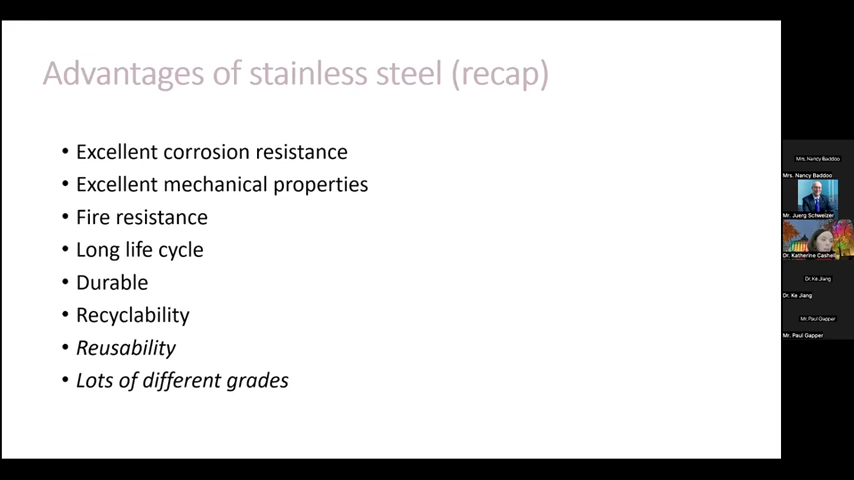 Advantages of stainless steel (recap)
• Excellent corrosion resistance
• Excellent mechanical properties
• Fire resistance
• Long life cycle
• Durable
• Recyclability
• Reusability
• Lots of different grades
Mrs. Nancy Baddoo
Mrs. Nancy Baddoo
Mr. Juerg Schweizer
Dr. Katherine Cashell
Dr. Ke Jiang
Dr. Ke Jiang
Mr. Paul Gapper
Mr. Paul Gapper